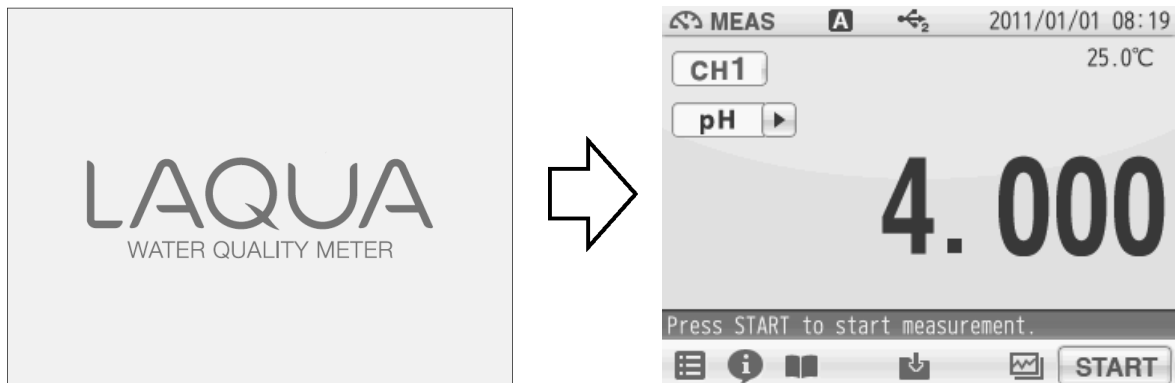 LAQUA
WATER QUALITY METER
MEAS A 2 2011/01/01 08:19
25.0℃
CH1
pH
4.000
Press START to start measurement.
START